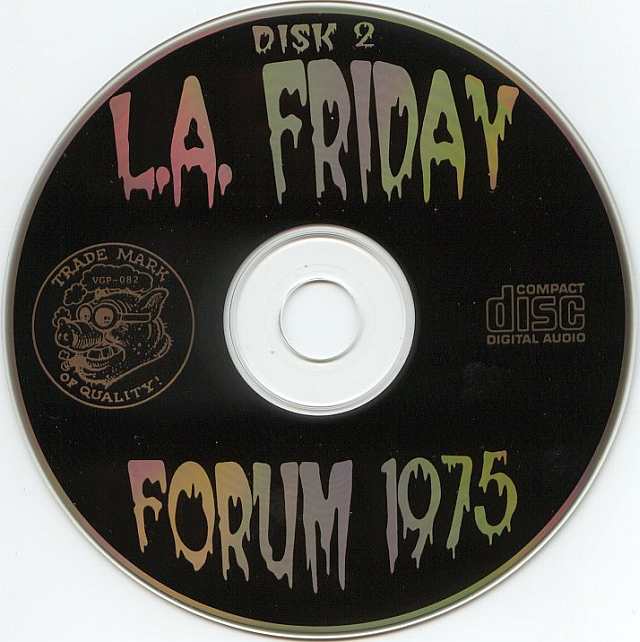 DISK 2
L.A. FRIDAY
TRADE MARK
VGP-082
OF QUALITY!
COMPACT
disc
DIGITAL AUDIO
FORUM 1975